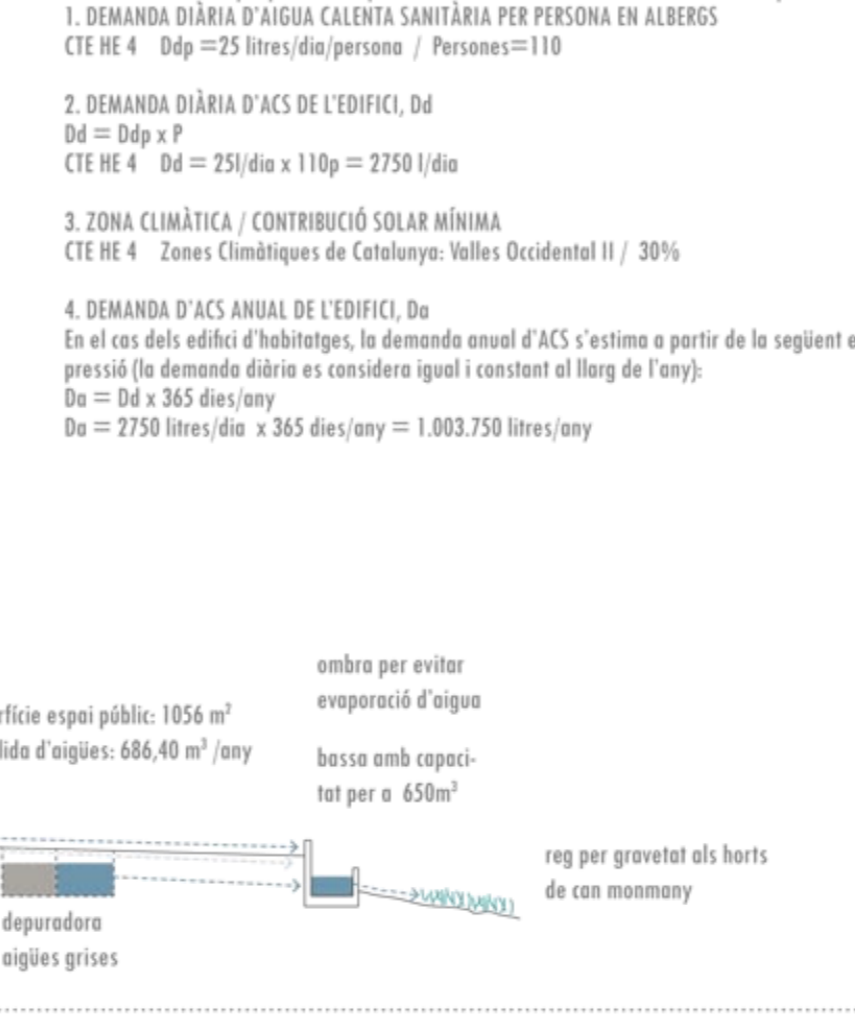 1. DEMANDA DIÀRIA D'AIGUA CALENTA SANITÀRIA PER PERSONA EN ALBERGS
CTE HE 4 Ddp =25 litres/dia/persona / Persones=110
2. DEMANDA DIÀRIA D'ACS DE L'EDIFICI, Dd
Dd = Ddp x P
CTE HE 4 Dd = 25l/dia x 110p = 2750 l/dia
3. ZONA CLIMÀTICA / CONTRIBUCIÓ SOLAR MÍNIMA
CTE HE 4 Zones Climàtiques de Catalunya: Valles Occidental II / 30%
4. DEMANDA D'ACS ANUAL DE L'EDIFICI, Da
En el cas dels edifici d'habitatges, la demanda anual d'ACS s'estima a partir de la següent e
pressió (la demanda diària es considera igual i constant al llarg de l'any):
Da = Dd x 365 dies/any
Da = 2750 litres/dia x 365 dies/any = 1.003.750 litres/any
ombra per evitar
evaporació d'aigua
rfície espai públic: 1056 m²
lida d'aigües: 686,40 m³ /any
bassa amb capaci-
tat per a 650m³
reg per gravetat als horts
de can monmany
depuradora
aigües grises